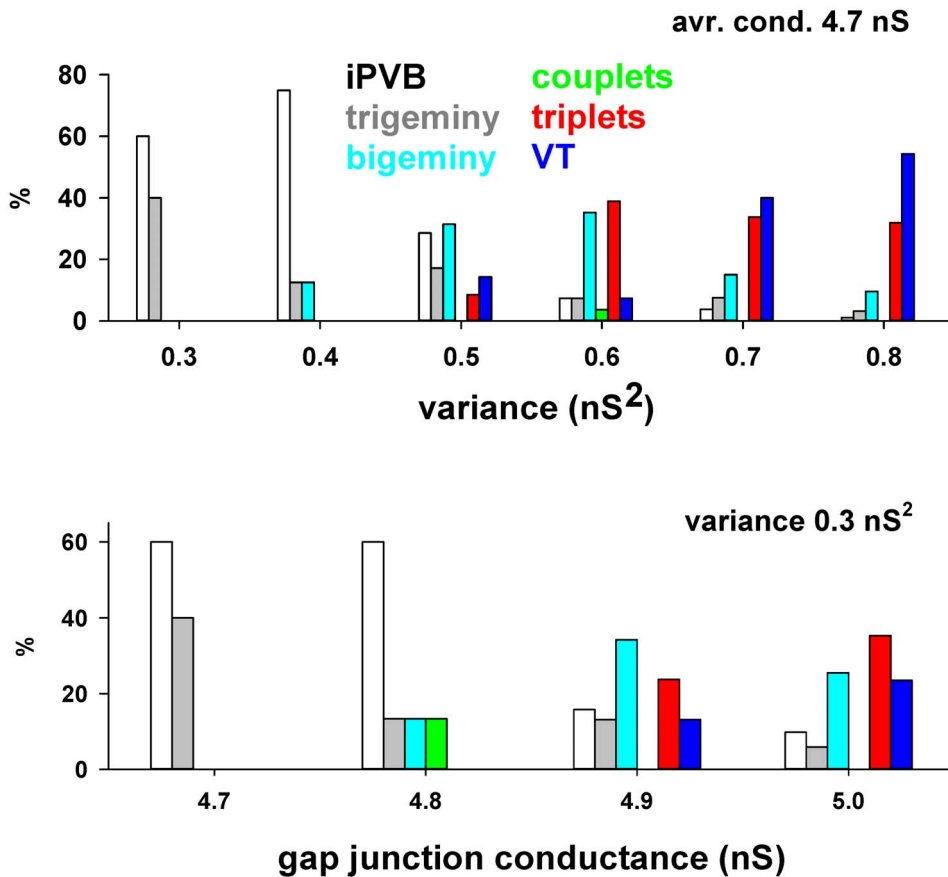 avr. cond. 4.7 nS
iPVB couplets
trigeminy triplets
bigeminy VT
80
60
40
20
0
%
0.3 0.4 0.5 0.6 0.7 0.8
variance (nS²)
variance 0.3 nS²
60
40
20
0
%
4.7 4.8 4.9 5.0
gap junction conductance (nS)